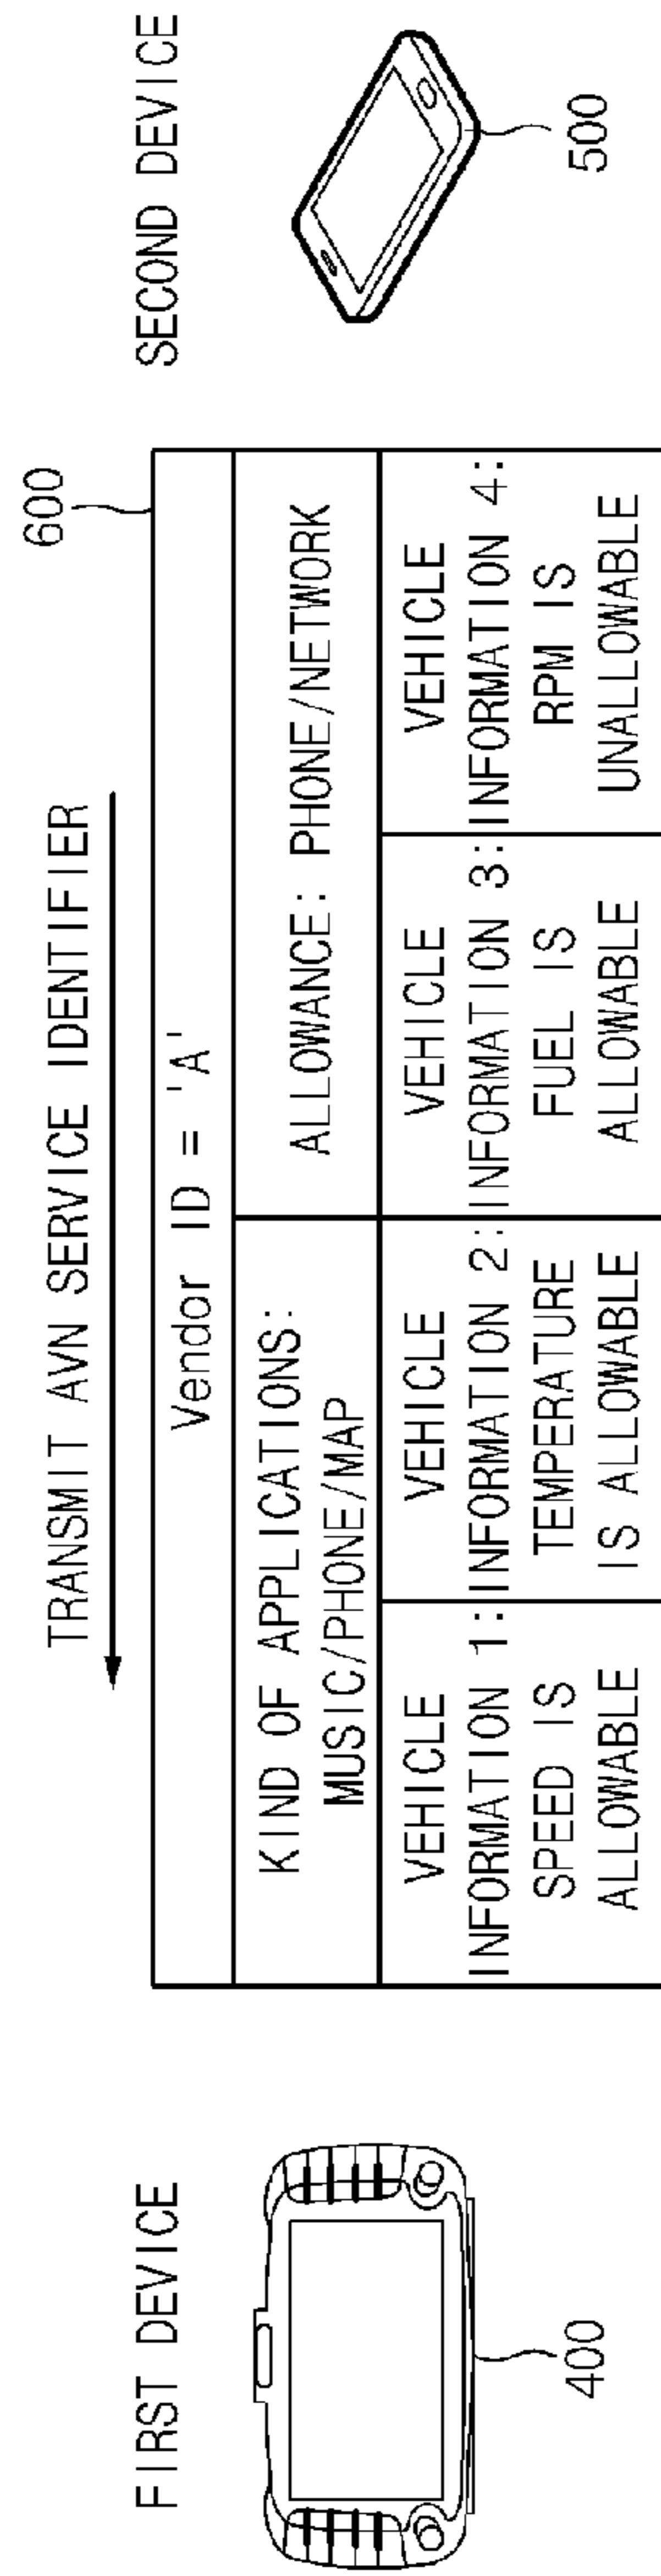 FIRST DEVICE
400
TRANSMIT AVN SERVICE IDENTIFIER
600
Vendor ID = 'A'
KIND OF APPLICATIONS:
MUSIC/PHONE/MAP
ALLOWANCE: PHONE/NETWORK
VEHICLE
INFORMATION 1:
SPEED IS
ALLOWABLE
VEHICLE
INFORMATION 2:
TEMPERATURE
IS ALLOWABLE
VEHICLE
INFORMATION 3:
FUEL IS
ALLOWABLE
VEHICLE
INFORMATION 4:
RPM IS
UNALLOWABLE
SECOND DEVICE
500